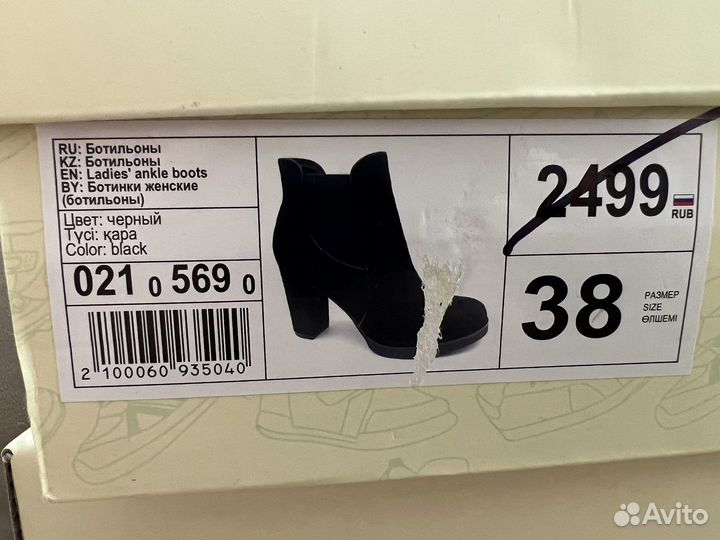 RU: Ботильоны
KZ: Ботильоны
EN: Ladies' ankle boots
BY: Ботинки женские
(ботильоны)
Цвет: черный
Түсі: қара
Color: black
021 0 569 0
2 100060 935040
2499 RUB
38
РАЗМЕР
SIZE
ӨЛШЕМІ
Avito